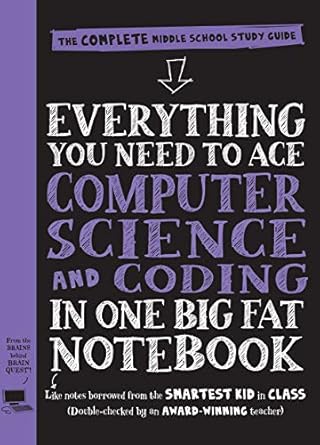 THE COMPLETE MIDDLE SCHOOL STUDY GUIDE
EVERYTHING
YOU NEED TO ACE
COMPUTER
SCIENCE
AND CODING
IN ONE BIG FAT
NOTEBOOK
Like notes borrowed from the SMARTEST KID in CLASS
(Double-checked by an AWARD-WINNING teacher)
From the
BRAINS
behind
BRAIN
QUEST!